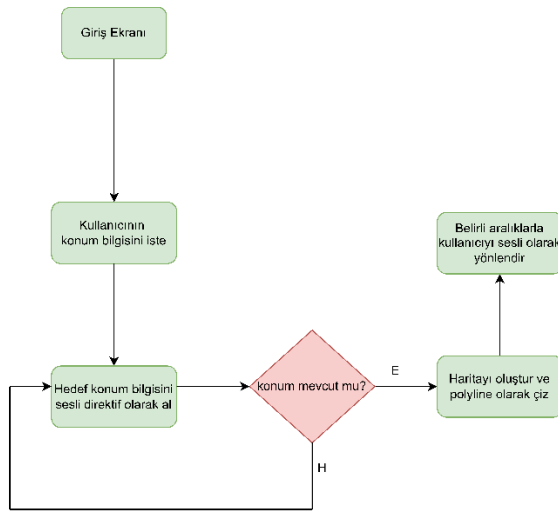 Giriş Ekranı
Kullanıcının
konum bilgisini iste
Hedef konum bilgisini
sesli direktif olarak al
konum mevcut mu?
E
H
Haritayı oluştur ve
polyline olarak çiz
Belirli aralıklarla
kullanıcıyı sesli olarak
yönlendir